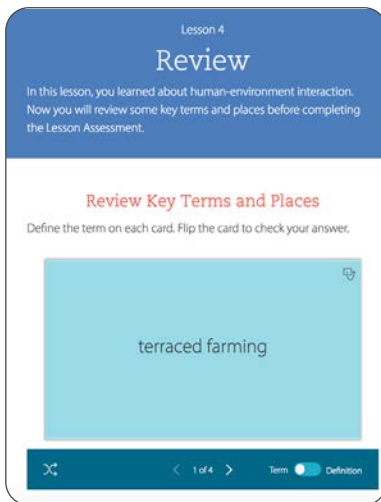 Lesson 4
Review
In this lesson, you learned about human-environment interaction.
Now you will review some key terms and places before completing
the Lesson Assessment.
Review Key Terms and Places
Define the term on each card. Flip the card to check your answer.
terraced farming
1 of 4
Term
Definition